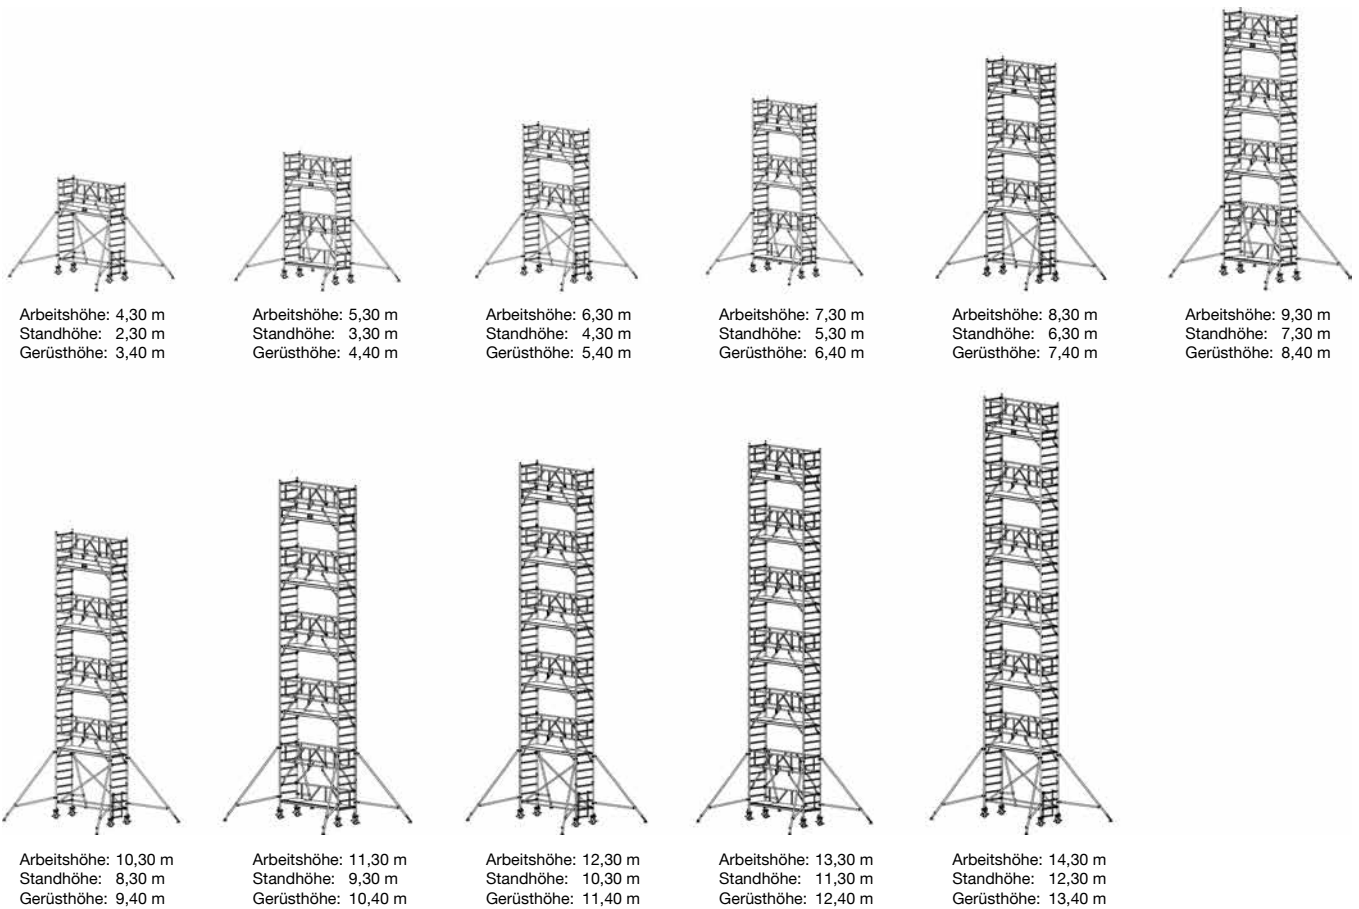 Arbeitshöhe: 4,30 m
Standhöhe: 2,30 m
Gerüsthöhe: 3,40 m
Arbeitshöhe: 5,30 m
Standhöhe: 3,30 m
Gerüsthöhe: 4,40 m
Arbeitshöhe: 6,30 m
Standhöhe: 4,30 m
Gerüsthöhe: 5,40 m
Arbeitshöhe: 7,30 m
Standhöhe: 5,30 m
Gerüsthöhe: 6,40 m
Arbeitshöhe: 8,30 m
Standhöhe: 6,30 m
Gerüsthöhe: 7,40 m
Arbeitshöhe: 9,30 m
Standhöhe: 7,30 m
Gerüsthöhe: 8,40 m
Arbeitshöhe: 10,30 m
Standhöhe: 8,30 m
Gerüsthöhe: 9,40 m
Arbeitshöhe: 11,30 m
Standhöhe: 9,30 m
Gerüsthöhe: 10,40 m
Arbeitshöhe: 12,30 m
Standhöhe: 10,30 m
Gerüsthöhe: 11,40 m
Arbeitshöhe: 13,30 m
Standhöhe: 11,30 m
Gerüsthöhe: 12,40 m
Arbeitshöhe: 14,30 m
Standhöhe: 12,30 m
Gerüsthöhe: 13,40 m